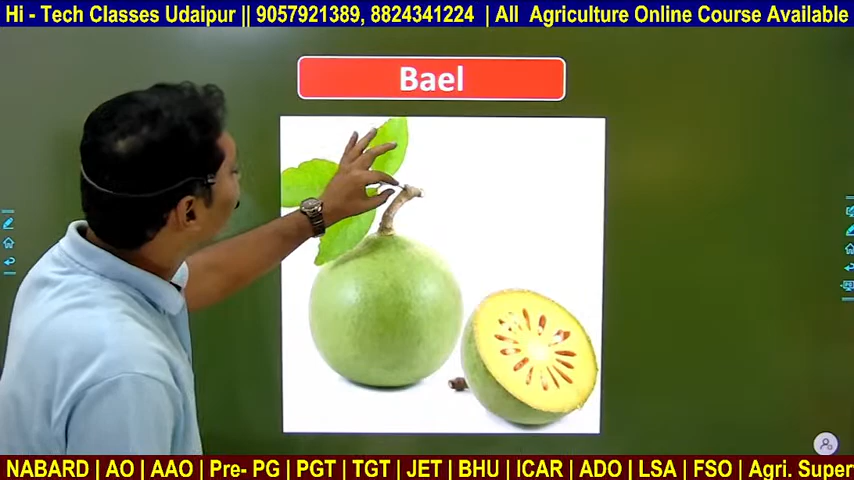 Hi - Tech Classes Udaipur || 9057921389, 8824341224 | All Agriculture Online Course Available
Bael
NABARD | AO | AAO | Pre- PG | PGT | TGT | JET | BHU | ICAR | ADO | LSA | FSO | Agri. Super